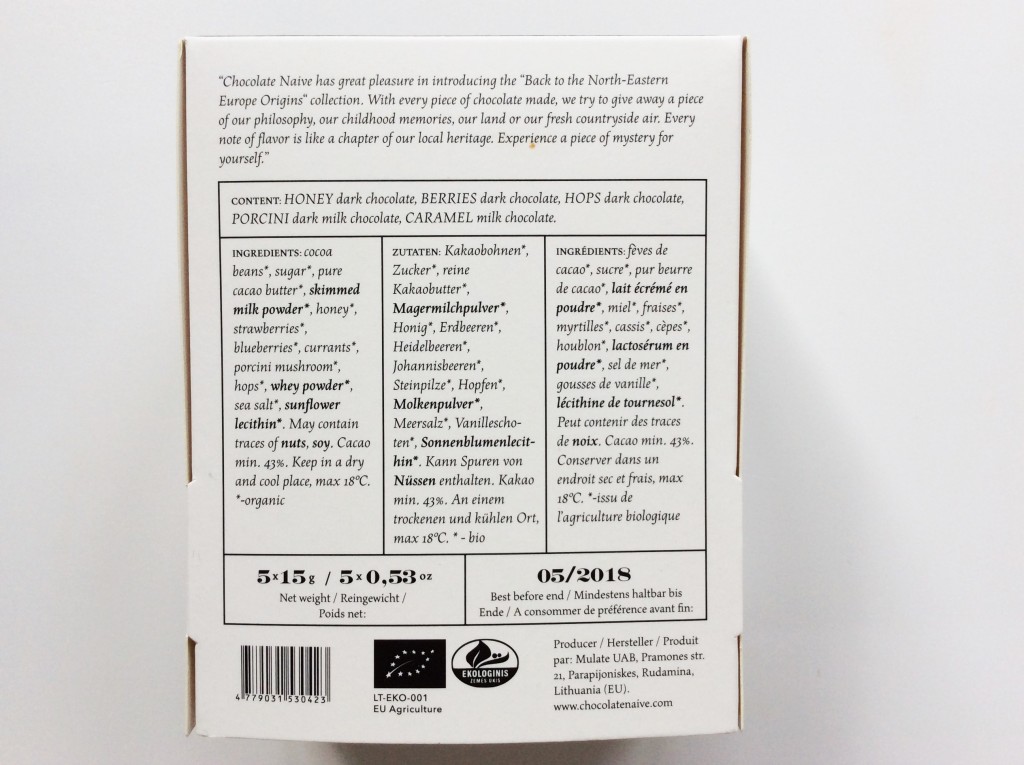 “Chocolate Naive has great pleasure in introducing the “Back to the North-Eastern
Europe Origins“ collection. With every piece of chocolate made, we try to give away a piece
of our philosophy, our childhood memories, our land or our fresh countryside air. Every
note of flavor is like a chapter of our local heritage. Experience a piece of mystery for
yourself.”
CONTENT: HONEY dark chocolate, BERRIES dark chocolate, HOPS dark chocolate,
PORCINI dark milk chocolate, CARAMEL milk chocolate.
INGREDIENTS: cocoa
beans*, sugar*, pure
cacao butter*, skimmed
milk powder*, honey*,
strawberries*,
blueberries*, currants*,
porcini mushroom*,
hops*, whey powder*,
sea salt*, sunflower
lecithin*. May contain
traces of nuts, soy. Cacao
min. 43%. Keep in a dry
and cool place, max 18ºC.
*-organic
ZUTATEN: Kakaobohnen*,
Zucker*, reine
Kakaobutter*,
Magermilchpulver*,
Honig*, Erdbeeren*,
Heidelbeeren*,
Johannisbeeren*,
Steinpilze*, Hopfen*,
Molkenpulver*,
Meersalz*, Vanillescho-
ten*, Sonnenblumenlecit-
hin*. Kann Spuren von
Nüssen enthalten. Kakao
min. 43%. An einem
trockenen und kühlen Ort,
max 18ºC. * - bio
INGRÉDIENTS: fèves de
cacao*, sucre*, pur beurre
de cacao*, lait écrémé en
poudre*, miel*, fraises*,
myrtilles*, cassis*, cèpes*,
houblon*, lactosérum en
poudre*, sel de mer*,
gousses de vanille*,
lécithine de tournesol*.
Peut contenir des traces
de noix. Cacao min. 43%.
Conserver dans un
endroit sec et frais, max
18ºC. *-issu de
l'agriculture biologique
5x15g / 5x0,53oz
Net weight / Reingewicht /
Poids net:
05/2018
Best before end / Mindestens haltbar bis
Ende / A consommer de préférence avant fin:
4 779031 530423
LT-EKO-001
EU Agriculture
EKOLOGINIS
ŽEMĖS ŪKIS
Producer / Hersteller / Produit
par: Mulate UAB, Pramones str.
21, Parapijoniskes, Rudamina,
Lithuania (EU).
www.chocolatenaive.com